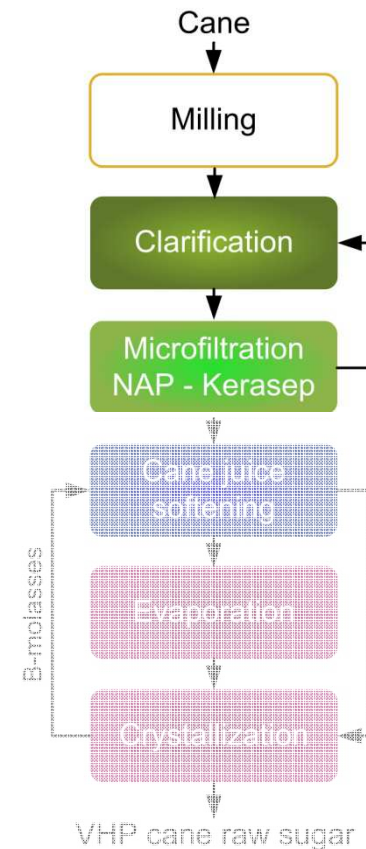 Cane
Milling
Clarification
Microfiltration
NAP - Kerasep
Cane juice
softening
B-molasses
Evaporation
Crystallization
VHP cane raw sugar